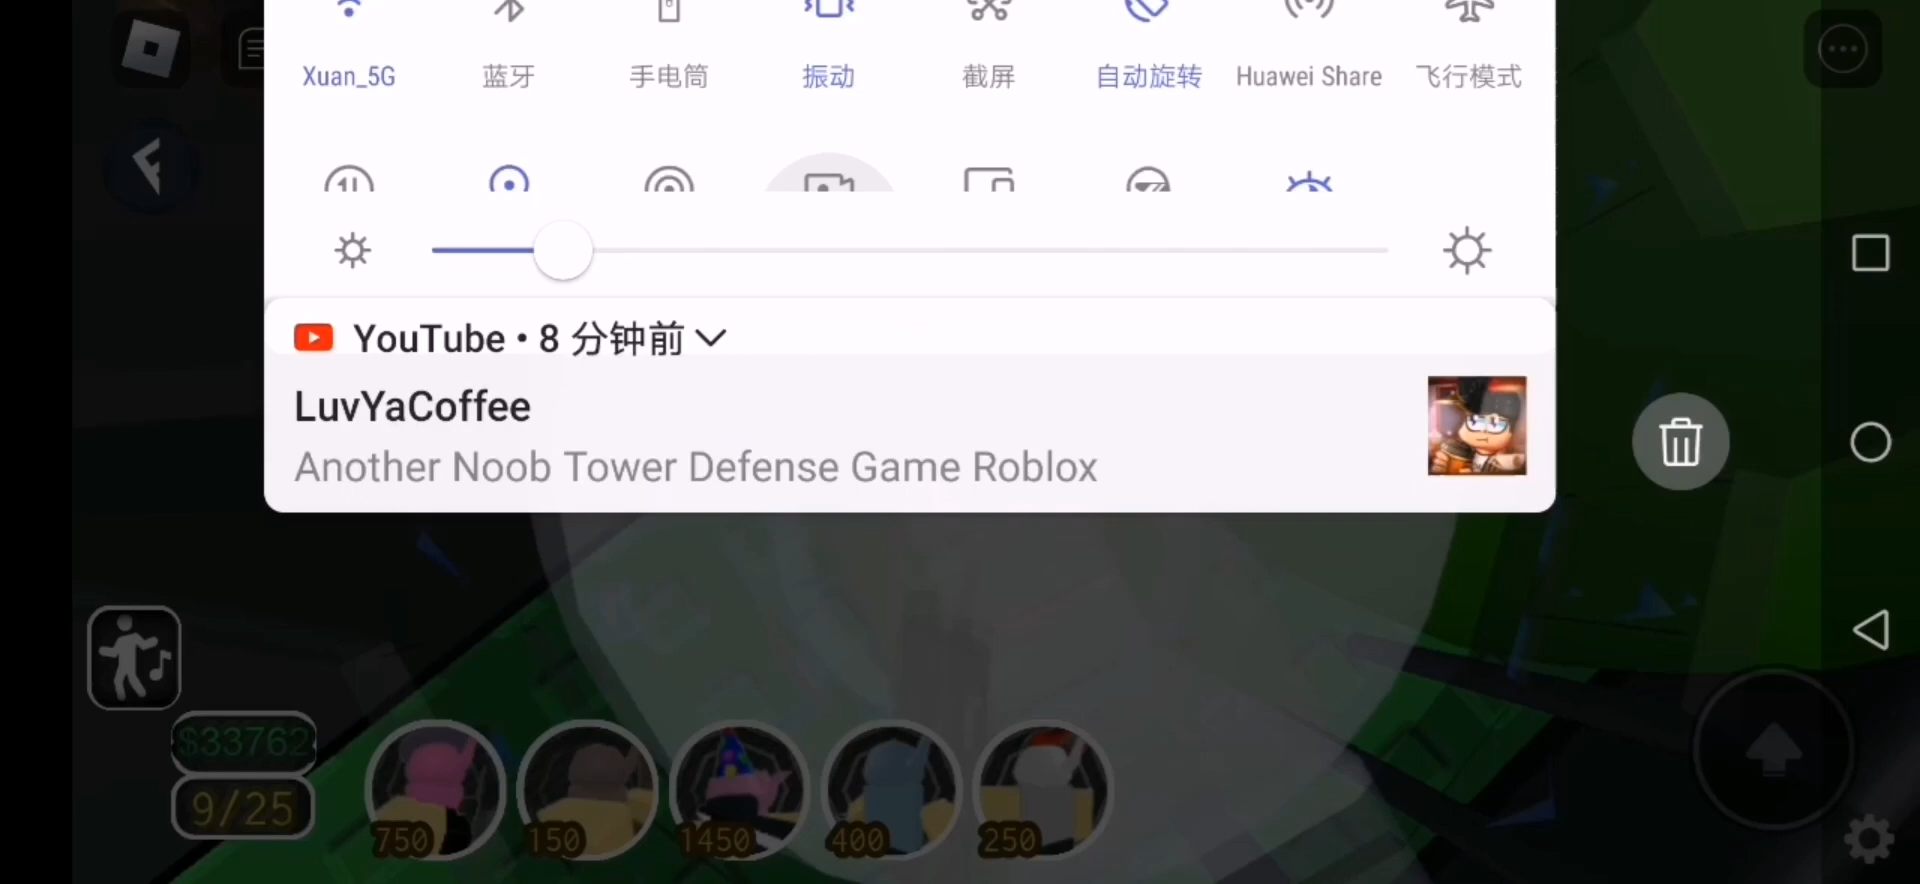 Xuan_5G 蓝牙 手电筒 振动 截屏 自动旋转 Huawei Share 飞行模式
YouTube • 8 分钟前
LuvYaCoffee
Another Noob Tower Defense Game Roblox
$33762
9/25
750 150 1450 400 250